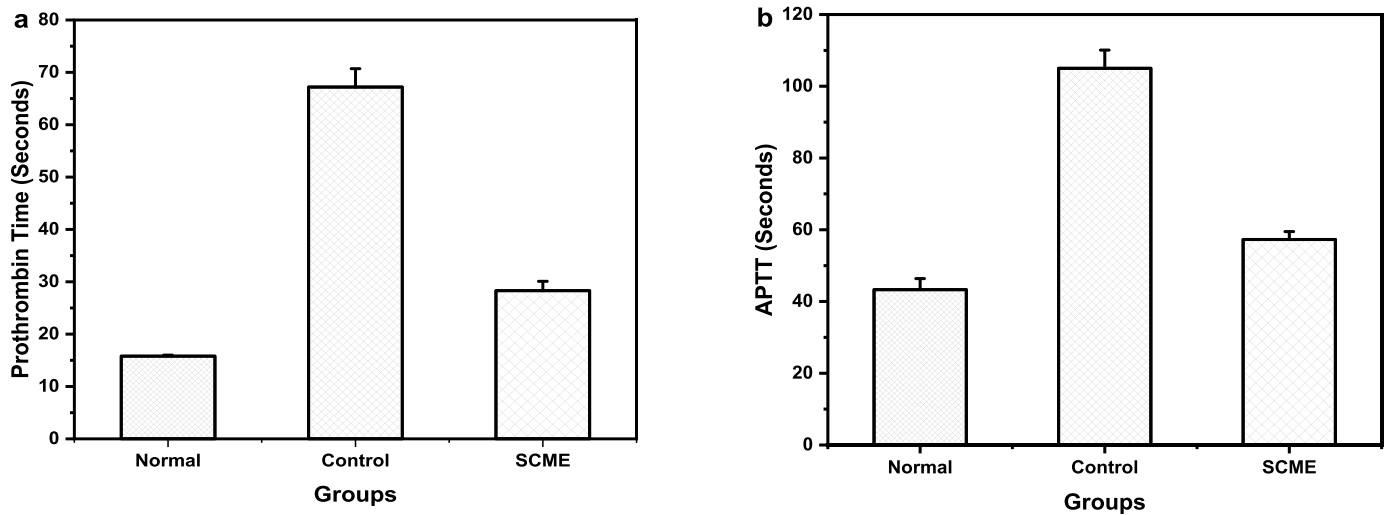 a
80
70
60
50
40
30
20
10
0
Prothrombin Time (Seconds)
Normal Control SCME
Groups
b
120
100
80
60
40
20
0
APTT (Seconds)
Normal Control SCME
Groups